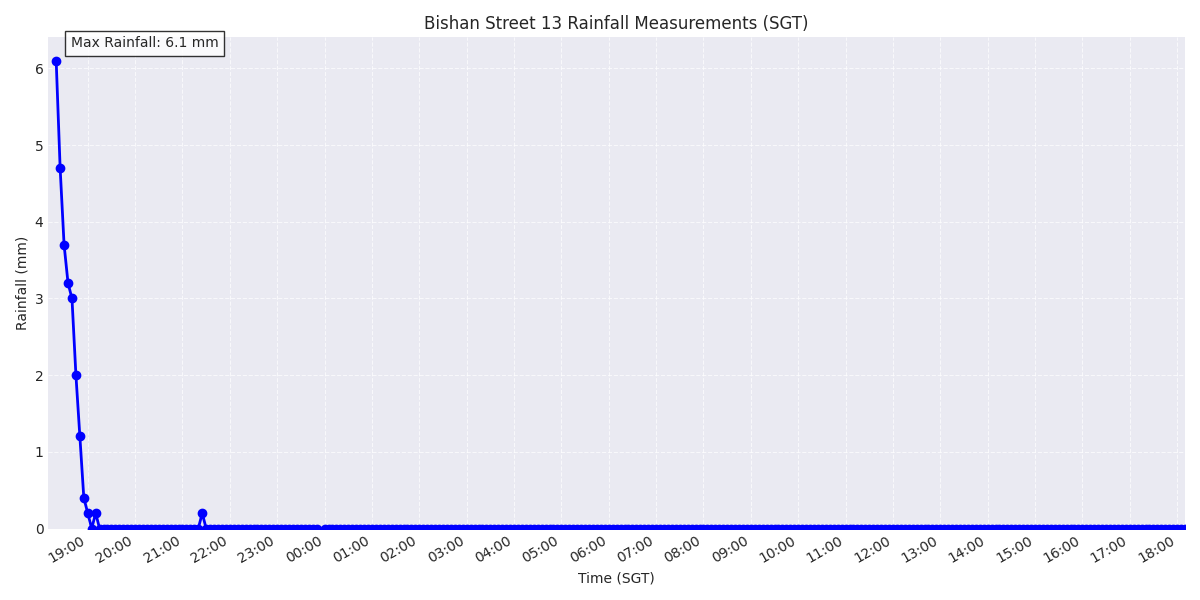 Bishan Street 13 Rainfall Measurements (SGT)
Max Rainfall: 6.1 mm
6
5
4
3
2
1
0
Rainfall (mm)
19:00 20:00 21:00 22:00 23:00 00:00 01:00 02:00 03:00 04:00 05:00 06:00 07:00 08:00 09:00 10:00 11:00 12:00 13:00 14:00 15:00 16:00 17:00 18:00
Time (SGT)